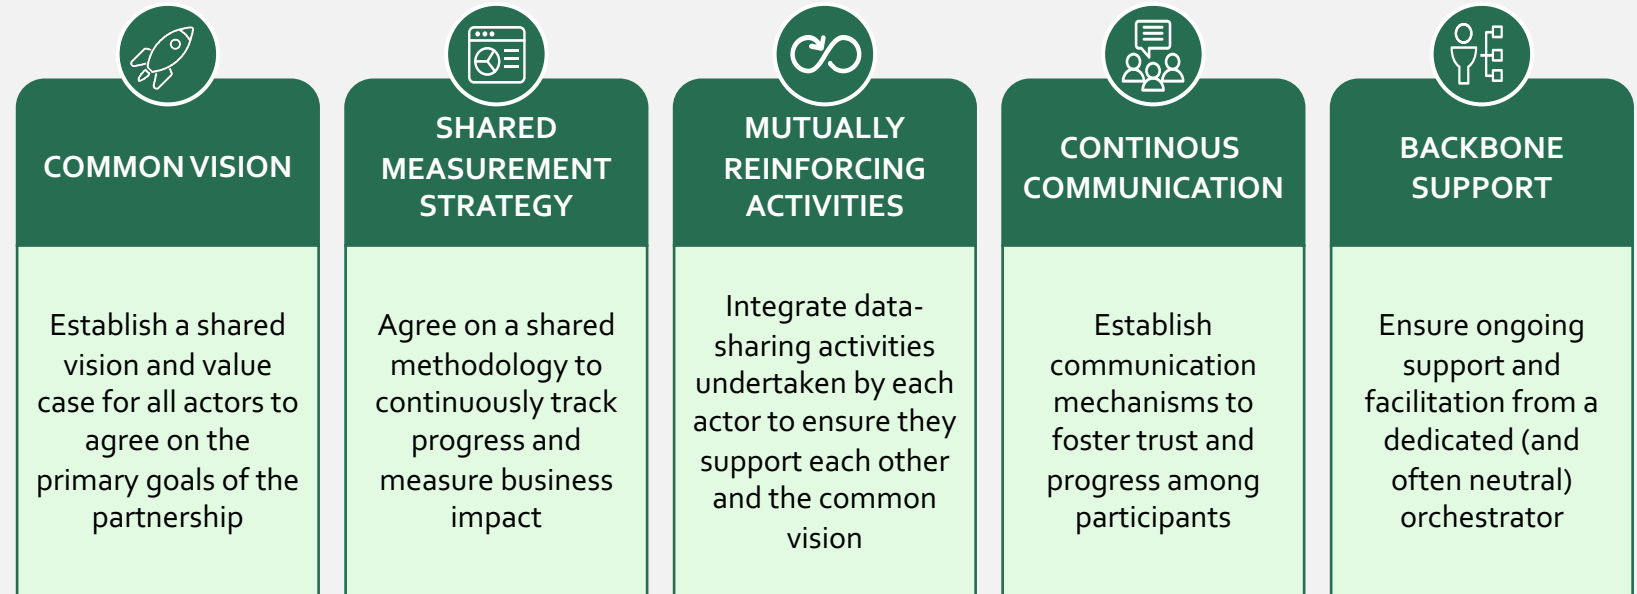 COMMON VISION
Establish a shared
vision and value
case for all actors to
agree on the
primary goals of the
partnership
SHARED
MEASUREMENT
STRATEGY
Agree on a shared
methodology to
continuously track
progress and
measure business
impact
MUTUALLY
REINFORCING
ACTIVITIES
Integrate data-
sharing activities
undertaken by each
actor to ensure they
support each other
and the common
vision
CONTINOUS
COMMUNICATION
Establish
communication
mechanisms to
foster trust and
progress among
participants
BACKBONE
SUPPORT
Ensure ongoing
support and
facilitation from a
dedicated (and
often neutral)
orchestrator